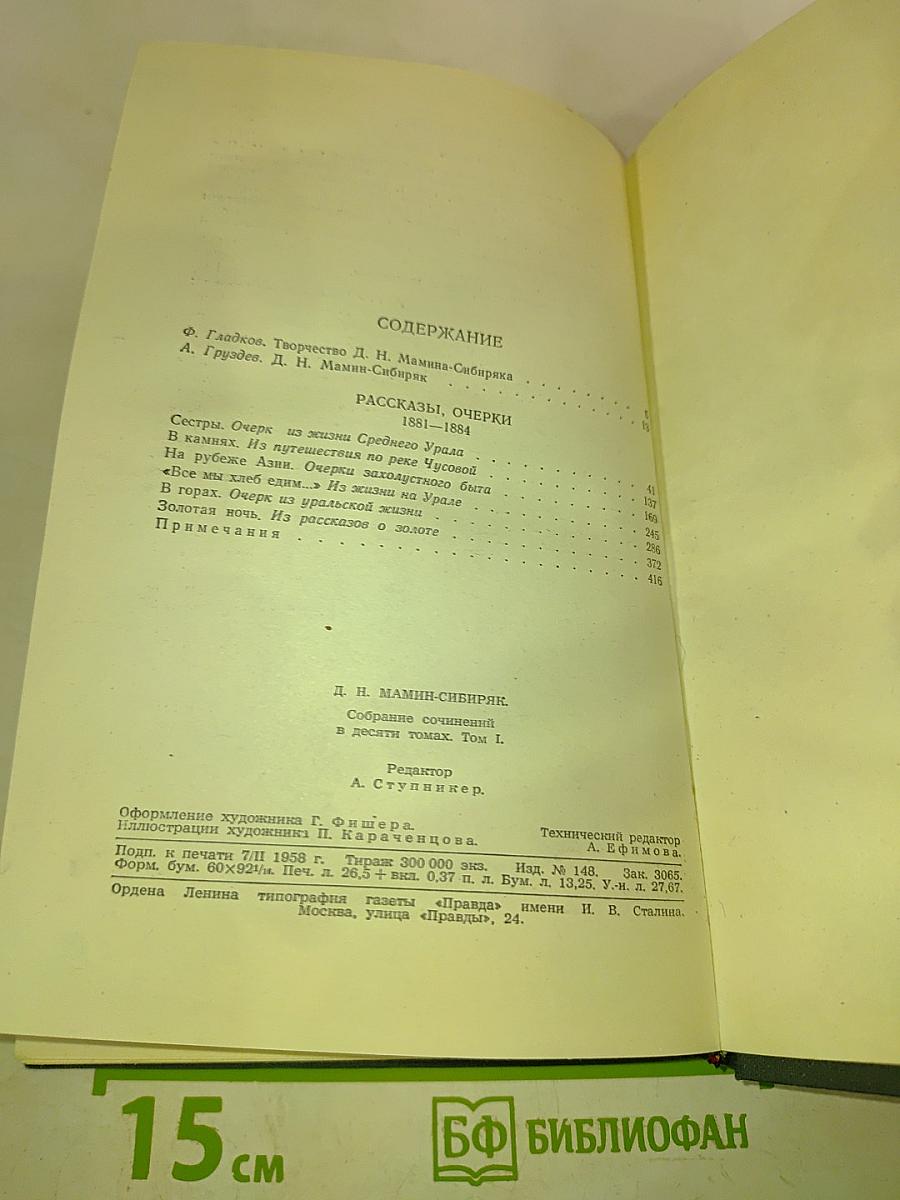 СОДЕРЖАНИЕ
Ф. Гладков. Творчество Д. Н. Мамина-Сибиряка . . . . . . . 5
А. Груздев. Д. Н. Мамин-Сибиряк . . . . . . . . . . . 13
РАССКАЗЫ, ОЧЕРКИ
1881—1884
Сестры. Очерк из жизни Среднего Урала . . . . . . . . . 41
В камнях. Из путешествия по реке Чусовой . . . . . . . . 137
На рубеже Азии. Очерки захолустного быта . . . . . . . . 169
«Все мы хлеб едим...» Из жизни на Урале . . . . . . . . . 245
В горах. Очерк из уральской жизни . . . . . . . . . . . 286
Золотая ночь. Из рассказов о золоте . . . . . . . . . . 372
Примечания . . . . . . . . . . . . . . . . . 416
Д. Н. МАМИН-СИБИРЯК.
Собрание сочинений
в десяти томах. Том I.
Редактор
А. Ступникер.
Оформление художника Г. Фишера.
Иллюстрации художника П. Караченцова.
Технический редактор
А. Ефимова.
Подп. к печати 7/II 1958 г. Тираж 300 000 экз. Изд. № 148. Зак. 3065.
Форм. бум. 60×92¹/₁₆. Печ. л. 26,5 + вкл. 0,37 п. л. Бум. л. 13,25. У.-и. л. 27,67.
Ордена Ленина типография газеты «Правда» имени И. В. Сталина.
Москва, улица «Правды», 24.
15 см
БФ БИБЛИОФАН